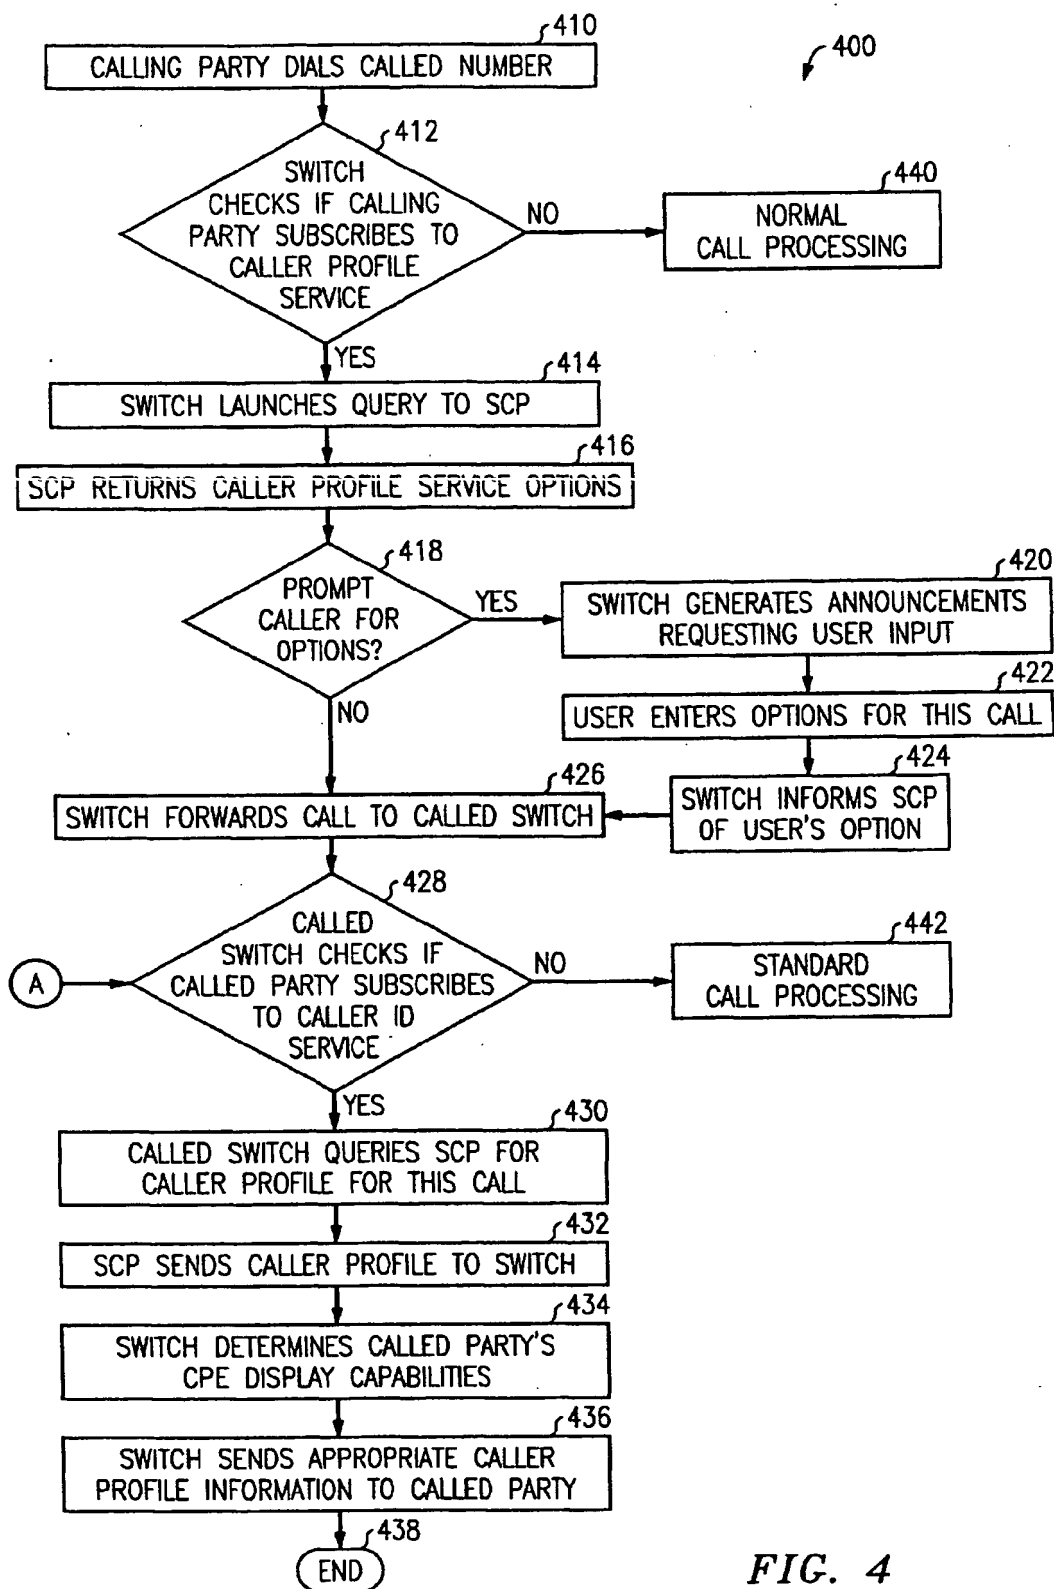 410
400
CALLING PARTY DIALS CALLED NUMBER
412
SWITCH
CHECKS IF CALLING
PARTY SUBSCRIBES TO
CALLER PROFILE
SERVICE
NO
440
NORMAL
CALL PROCESSING
YES
414
SWITCH LAUNCHES QUERY TO SCP
416
SCP RETURNS CALLER PROFILE SERVICE OPTIONS
418
PROMPT
CALLER FOR
OPTIONS?
YES
420
SWITCH GENERATES ANNOUNCEMENTS
REQUESTING USER INPUT
422
USER ENTERS OPTIONS FOR THIS CALL
NO
424
SWITCH INFORMS SCP
OF USER'S OPTION
426
SWITCH FORWARDS CALL TO CALLED SWITCH
428
CALLED
SWITCH CHECKS IF
CALLED PARTY SUBSCRIBES
TO CALLER ID
SERVICE
A
NO
442
STANDARD
CALL PROCESSING
YES
430
CALLED SWITCH QUERIES SCP FOR
CALLER PROFILE FOR THIS CALL
432
SCP SENDS CALLER PROFILE TO SWITCH
434
SWITCH DETERMINES CALLED PARTY'S
CPE DISPLAY CAPABILITIES
436
SWITCH SENDS APPROPRIATE CALLER
PROFILE INFORMATION TO CALLED PARTY
438
END
FIG. 4